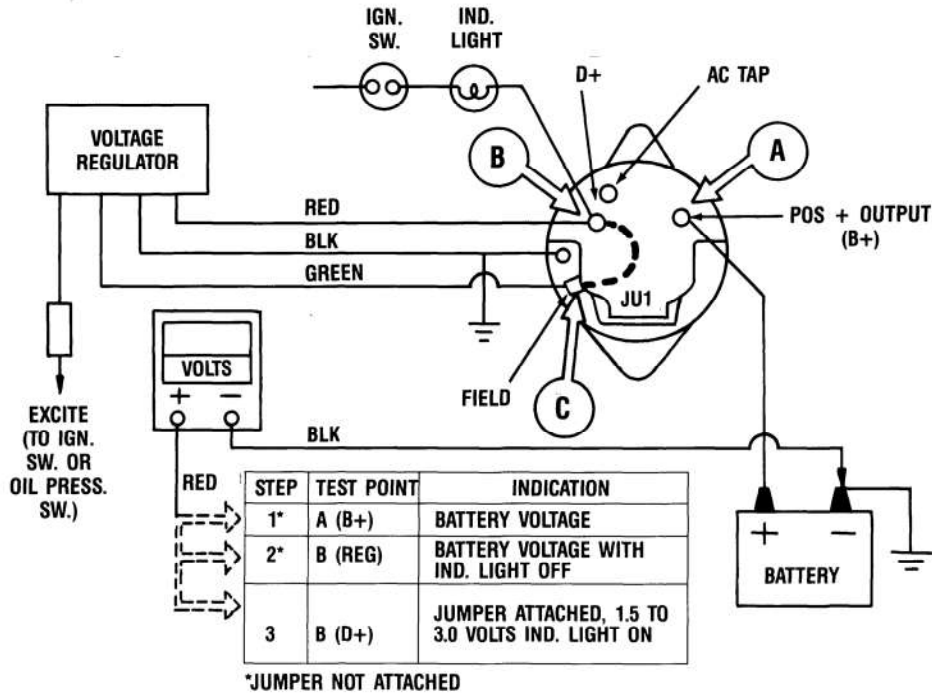 IGN.
SW.
IND.
LIGHT
D+
AC TAP
VOLTAGE
REGULATOR
B
A
RED
BLK
GREEN
POS + OUTPUT
(B+)
JU1
VOLTS
+ −
FIELD
C
EXCITE
(TO IGN.
SW. OR
OIL PRESS.
SW.)
BLK
RED
STEP TEST POINT INDICATION
1* A (B+) BATTERY VOLTAGE
2* B (REG) BATTERY VOLTAGE WITH
IND. LIGHT OFF
3 B (D+) JUMPER ATTACHED, 1.5 TO
3.0 VOLTS IND. LIGHT ON
+ −
BATTERY
*JUMPER NOT ATTACHED